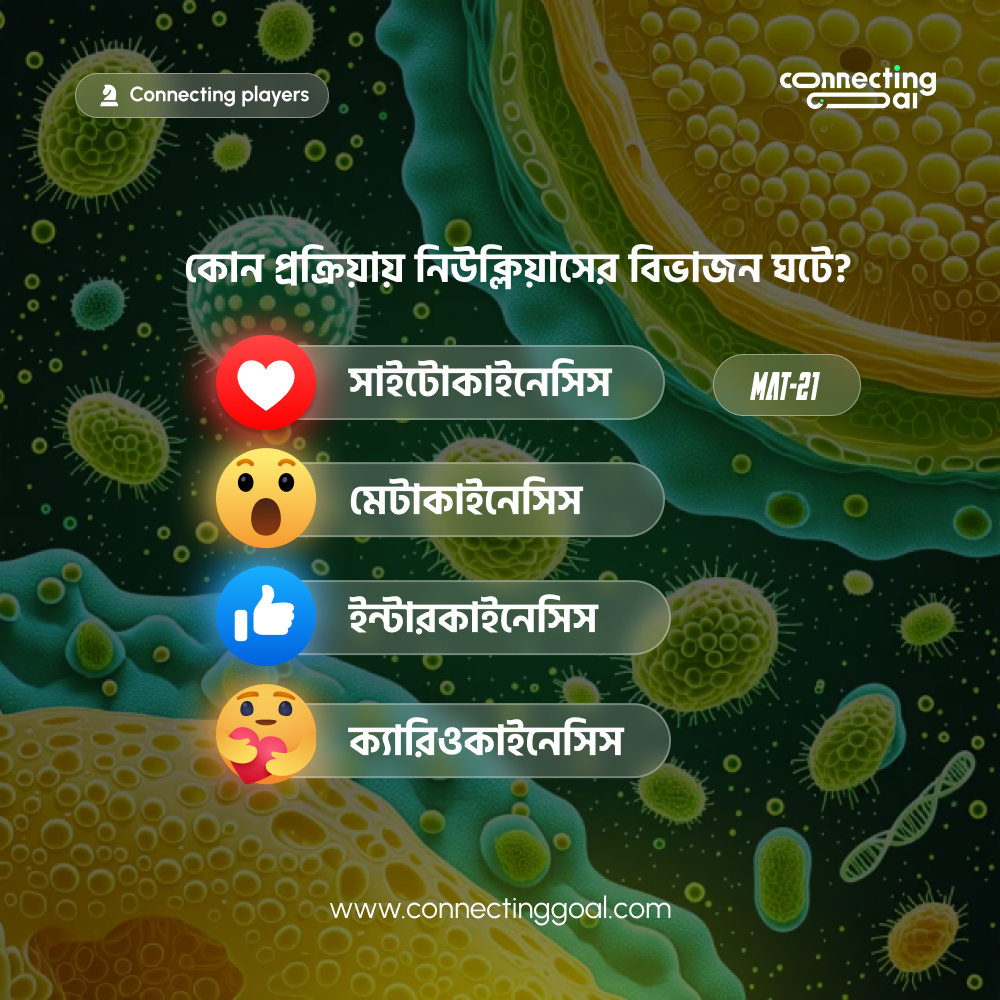 Connecting players
connecting
Goal
কোন প্রক্রিয়ায় নিউক্লিয়াসের বিভাজন ঘটে?
সাইটোকাইনেসিস
MAT-21
মেটাকাইনেসিস
ইন্টারকাইনেসিস
ক্যারিওকাইনেসিস
www.connectinggoal.com